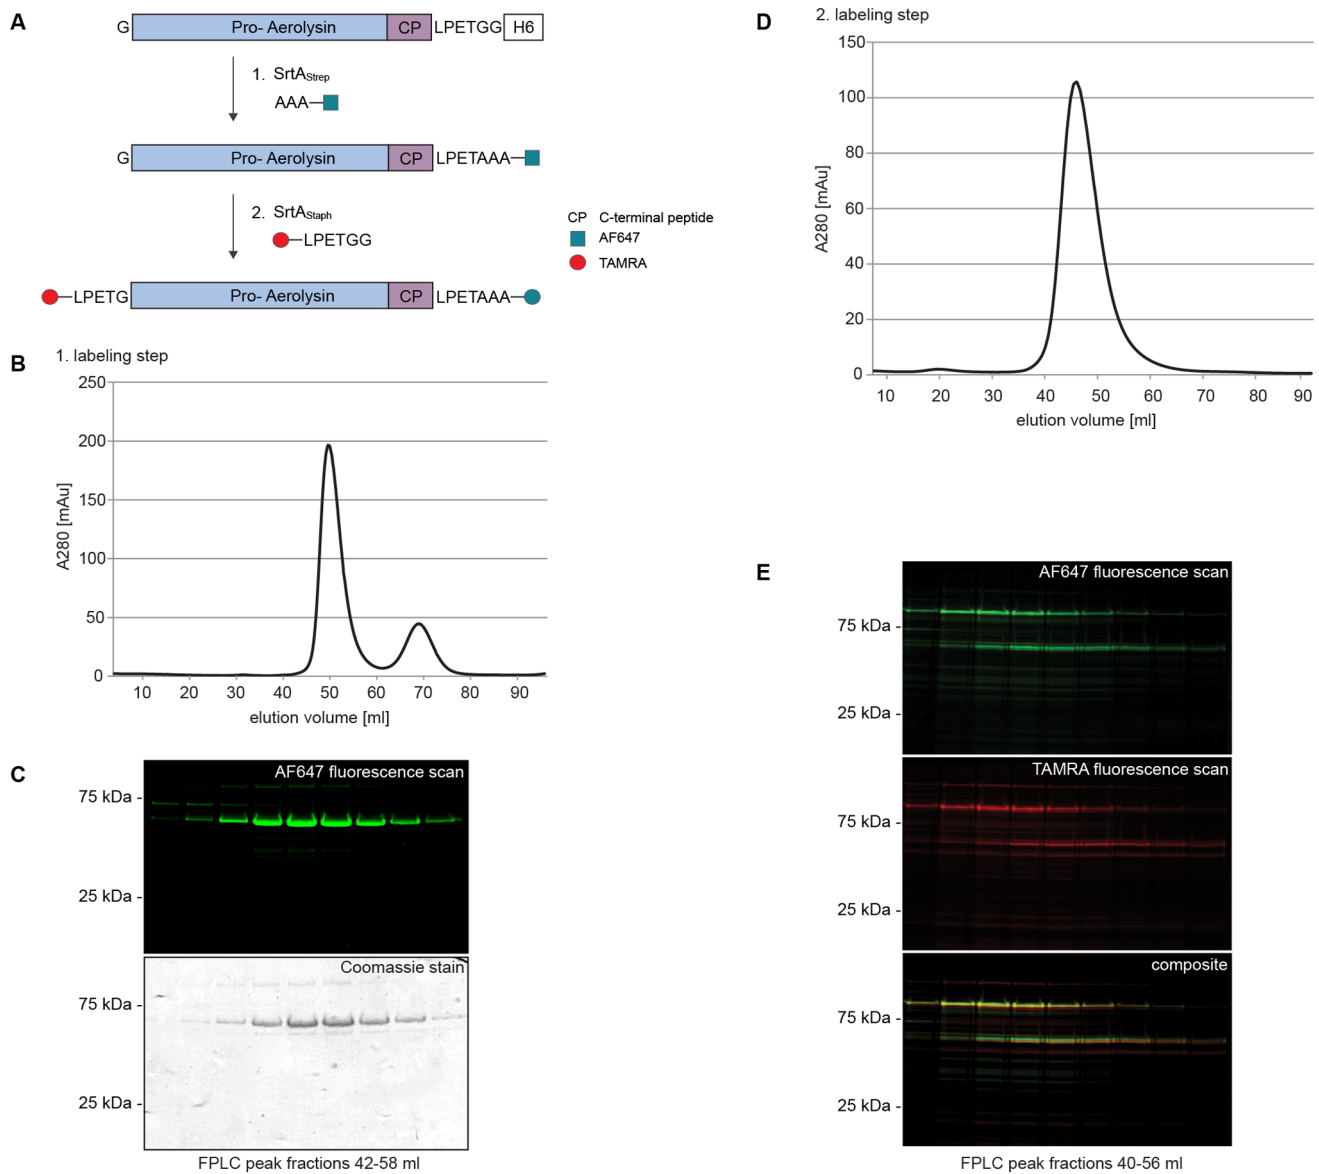 A
G Pro- Aerolysin CP LPETGG H6
1. SrtAStrep
AAA
G Pro- Aerolysin CP LPETAAA
2. SrtAStaph
LPETGG
CP C-terminal peptide
AF647
TAMRA
LPETG Pro- Aerolysin CP LPETAAA
B
1. labeling step
250
200
150
100
50
0
A280 [mAu]
10 20 30 40 50 60 70 80 90
elution volume [ml]
C
AF647 fluorescence scan
75 kDa -
25 kDa -
Coomassie stain
75 kDa -
25 kDa -
FPLC peak fractions 42-58 ml
D
2. labeling step
150
100
80
60
40
20
0
A280 [mAu]
10 20 30 40 50 60 70 80 90
elution volume [ml]
E
AF647 fluorescence scan
75 kDa -
25 kDa -
TAMRA fluorescence scan
75 kDa -
25 kDa -
composite
75 kDa -
25 kDa -
FPLC peak fractions 40-56 ml